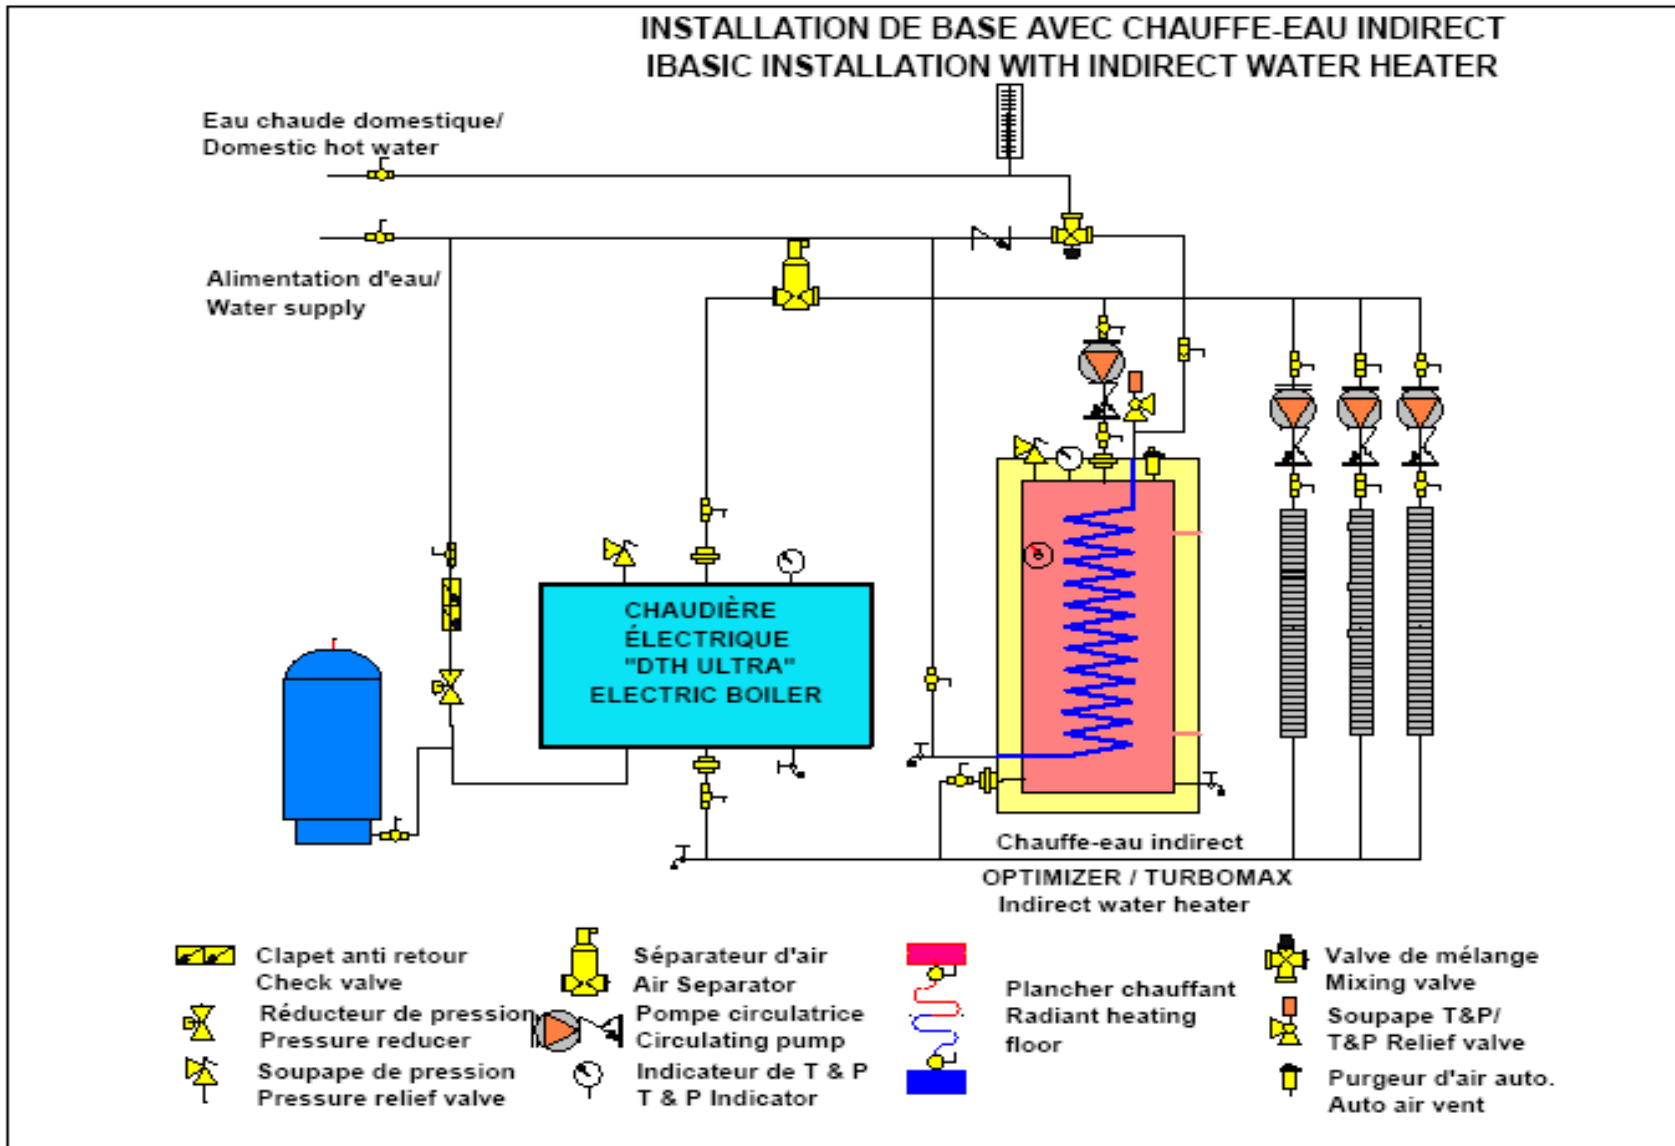 INSTALLATION DE BASE AVEC CHAUFFE-EAU INDIRECT
IBASIC INSTALLATION WITH INDIRECT WATER HEATER
Eau chaude domestique/
Domestic hot water
Alimentation d'eau/
Water supply
CHAUDIÈRE
ÉLECTRIQUE
"DTH ULTRA"
ELECTRIC BOILER
Chauffe-eau indirect
OPTIMIZER / TURBOMAX
Indirect water heater
Clapet anti retour
Check valve
Réducteur de pression
Pressure reducer
Soupape de pression
Pressure relief valve
Séparateur d'air
Air Separator
Pompe circulatrice
Circulating pump
Indicateur de T & P
T & P Indicator
Plancher chauffant
Radiant heating
floor
Valve de mélange
Mixing valve
Soupape T&P/
T&P Relief valve
Purgeur d'air auto.
Auto air vent